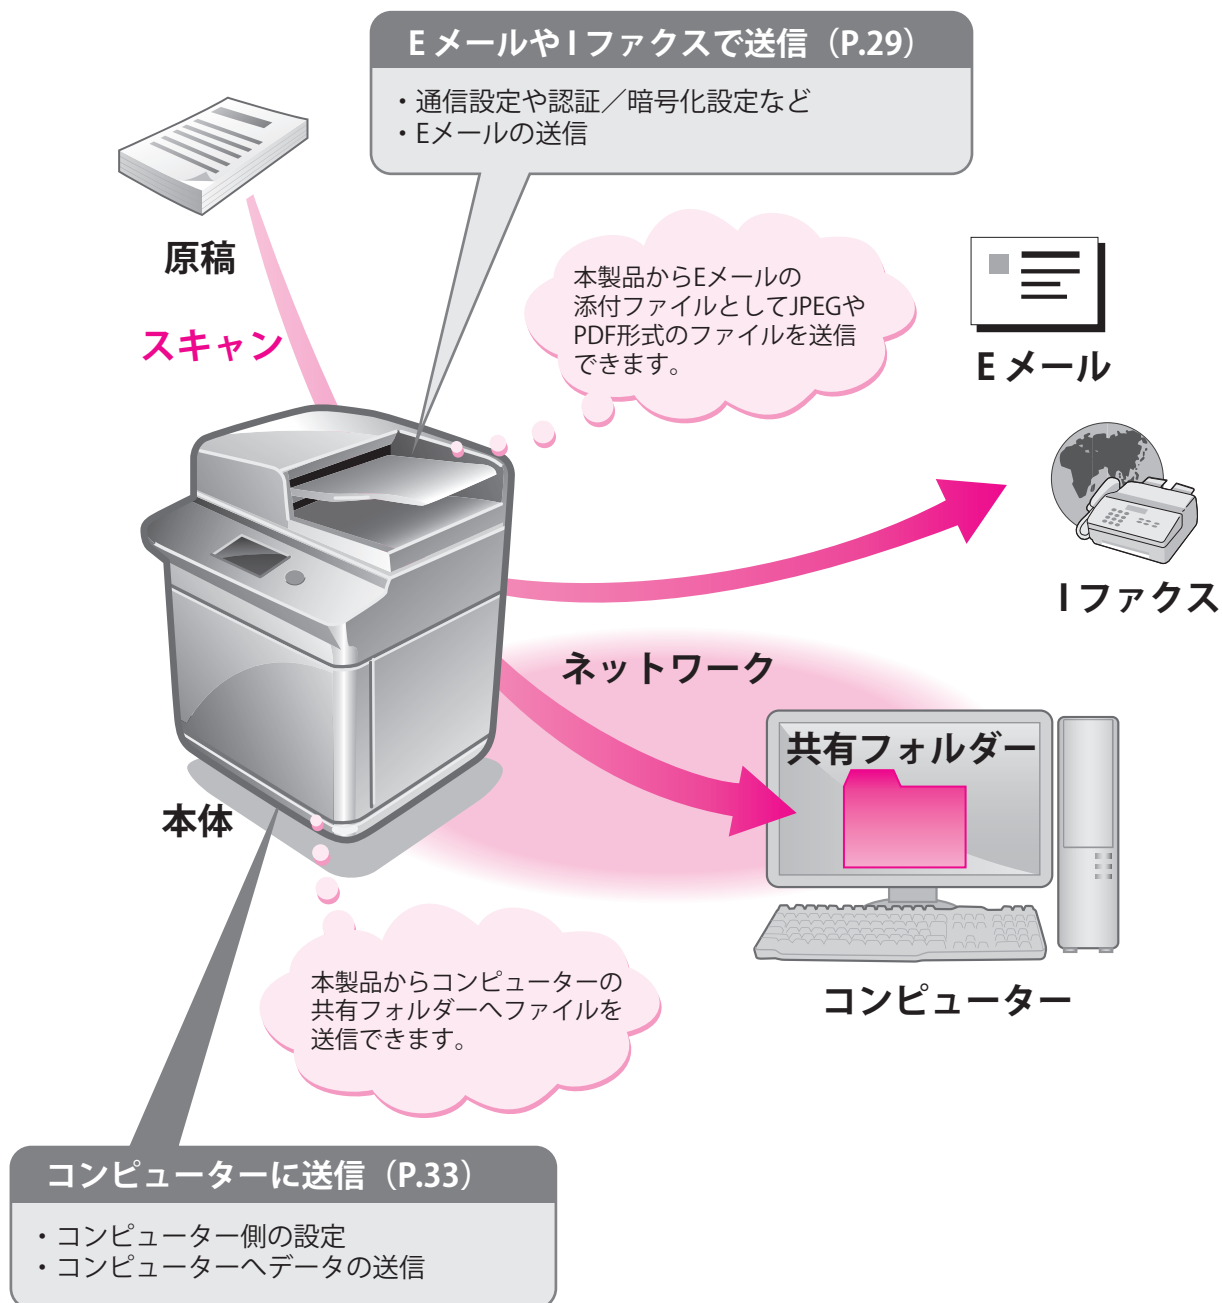 E メールや I ファクスで送信（P.29）
・通信設定や認証／暗号化設定など
・Eメールの送信
原稿
スキャン
本製品からEメールの
添付ファイルとしてJPEGや
PDF形式のファイルを送信
できます。
E メール
I ファクス
ネットワーク
共有フォルダー
本体
コンピューター
本製品からコンピューターの
共有フォルダーへファイルを
送信できます。
コンピューターに送信（P.33）
・コンピューター側の設定
・コンピューターへデータの送信